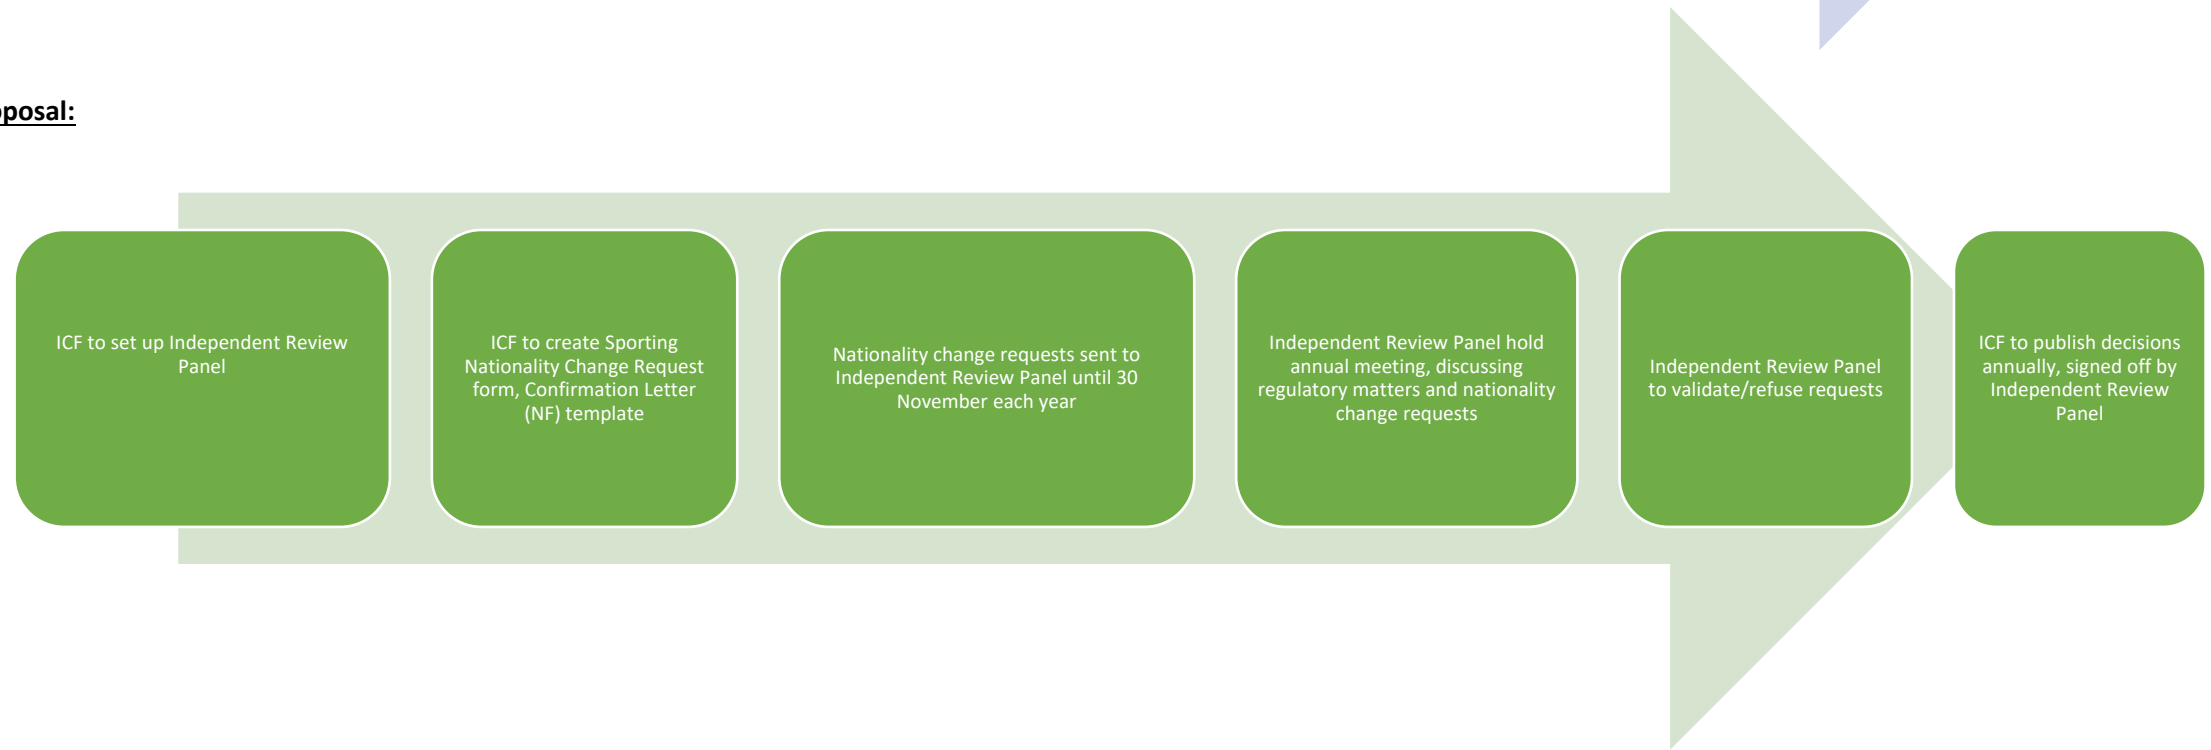 oposal:
ICF to set up Independent Review
Panel
ICF to create Sporting
Nationality Change Request
form, Confirmation Letter
(NF) template
Nationality change requests sent to
Independent Review Panel until 30
November each year
Independent Review Panel hold
annual meeting, discussing
regulatory matters and nationality
change requests
Independent Review Panel
to validate/refuse requests
ICF to publish decisions
annually, signed off by
Independent Review
Panel